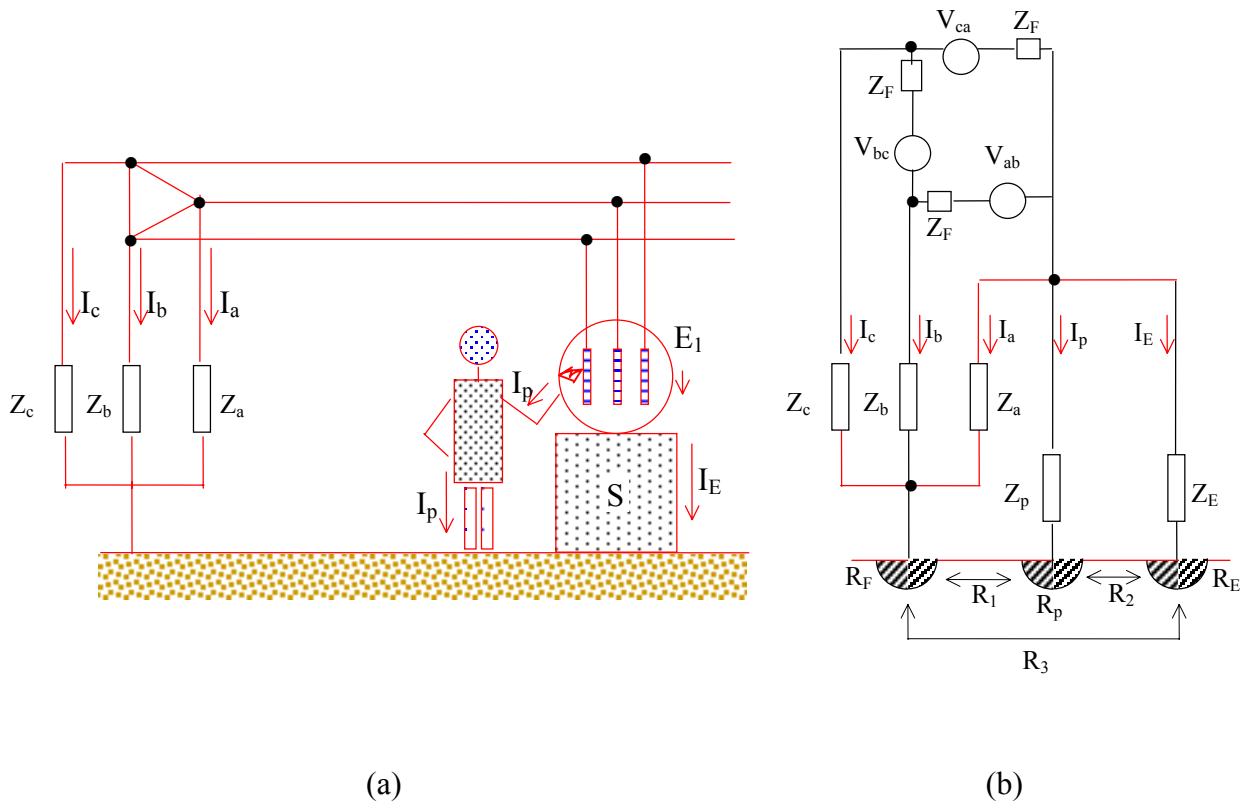 I_c I_b I_a
Z_c Z_b Z_a
E_1
I_p
I_p
S
I_E
(a)
V_ca Z_F
Z_F
V_bc V_ab
Z_F
I_c I_b I_a I_p I_E
Z_c Z_b Z_a
Z_p Z_E
R_F R_1 R_p R_2 R_E
R_3
(b)